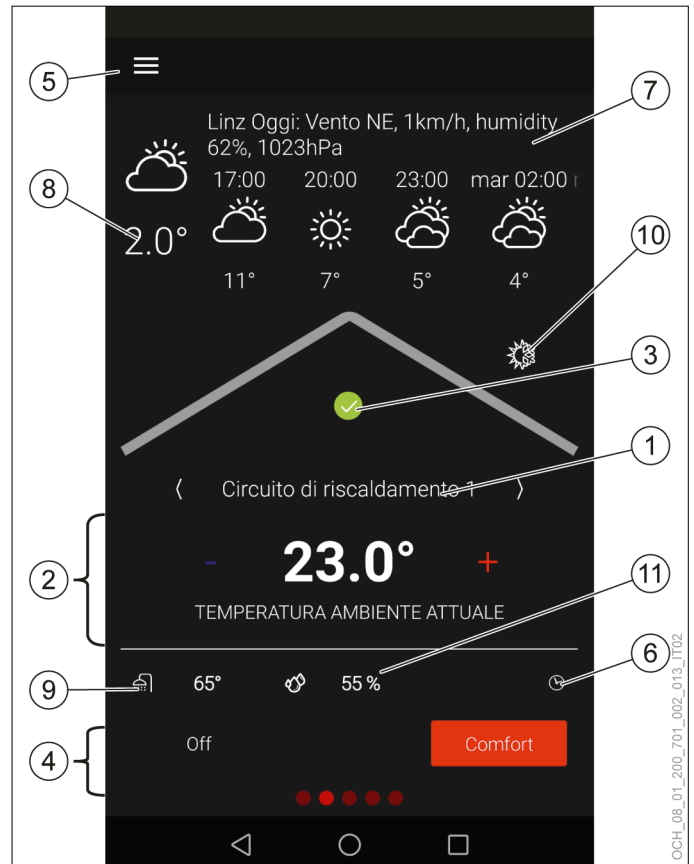 5
7
Linz Oggi: Vento NE, 1km/h, humidity
62%, 1023hPa
8
17:00 20:00 23:00 mar 02:00
2.0°
10
11° 7° 5° 4°
3
1
〈 Circuito di riscaldamento 1 〉
2
- 23.0° +
11
TEMPERATURA AMBIENTE ATTUALE
6
9
65° 55 %
4
Off Comfort
OCH_08_01_200_701_002_013_IT02